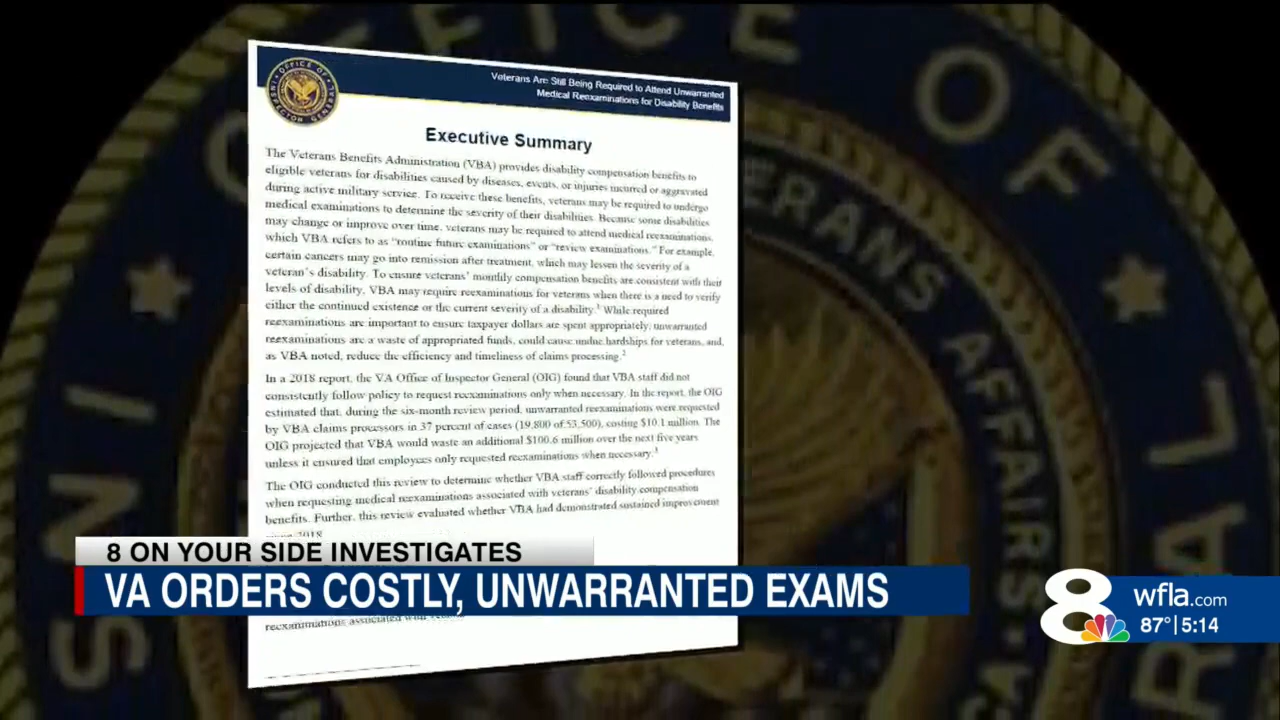 OFFICE OF
VETERANS AFFAIRS
INSPECTOR GENERAL
Veterans Are Still Being Required to Attend Unwarranted
Medical Reexaminations for Disability Benefits
Executive Summary
The Veterans Benefits Administration (VBA) provides disability compensation benefits to
eligible veterans for disabilities caused by diseases, events, or injuries incurred or aggravated
during active military service. To receive these benefits, veterans may be required to undergo
medical examinations to determine the severity of their disabilities. Because some disabilities
may change or improve over time, veterans may be required to attend medical reexaminations,
which VBA refers to as “routine future examinations” or “review examinations.” For example,
certain cancers may go into remission after treatment, which may lessen the severity of a
veteran’s disability. To ensure veterans’ monthly compensation benefits are consistent with their
levels of disability, VBA may require reexaminations for veterans when there is a need to verify
either the continued existence or the current severity of a disability.1 While required
reexaminations are important to ensure taxpayer dollars are spent appropriately, unwarranted
reexaminations are a waste of appropriated funds, could cause undue hardships for veterans, and,
as VBA noted, reduce the efficiency and timeliness of claims processing.2
In a 2018 report, the VA Office of Inspector General (OIG) found that VBA staff did not
consistently follow policy to request reexaminations only when necessary. In the report, the OIG
estimated that, during the six-month review period, unwarranted reexaminations were requested
by VBA claims processors in 37 percent of cases (19,800 of 53,500), costing $10.1 million. The
OIG projected that VBA would waste an additional $100.6 million over the next five years
unless it ensured that employees only requested reexaminations when necessary.3
The OIG conducted this review to determine whether VBA staff correctly followed procedures
when requesting medical reexaminations associated with veterans’ disability compensation
benefits. Further, this review evaluated whether VBA had demonstrated sustained improvement
since 2018
8 ON YOUR SIDE INVESTIGATES
VA ORDERS COSTLY, UNWARRANTED EXAMS
reexaminations associated with
8
wfla.com
87° | 5:14